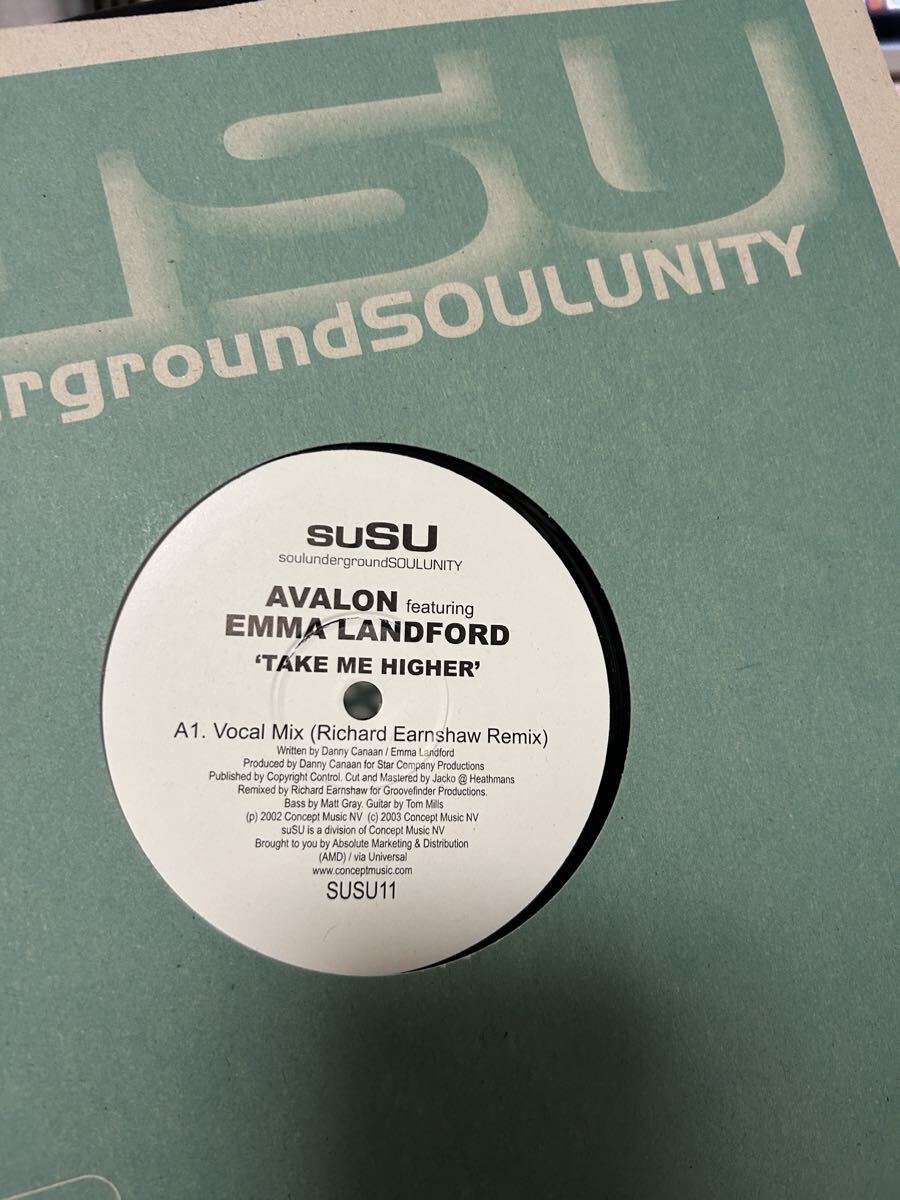 SU
rgroundSOULUNITY
suSU
soulundergroundSOULUNITY
AVALON featuring
EMMA LANDFORD
‘TAKE ME HIGHER’
A1. Vocal Mix (Richard Earnshaw Remix)
Written by Danny Canaan / Emma Landford
Produced by Danny Canaan for Star Company Productions
Published by Copyright Control. Cut and Mastered by Jacko @ Heathmans
Remixed by Richard Earnshaw for Groovefinder Productions.
Bass by Matt Gray. Guitar by Tom Mills
(p) 2002 Concept Music NV (c) 2003 Concept Music NV
suSU is a division of Concept Music NV
Brought to you by Absolute Marketing & Distribution
(AMD) / via Universal
www.conceptmusic.com
SUSU11